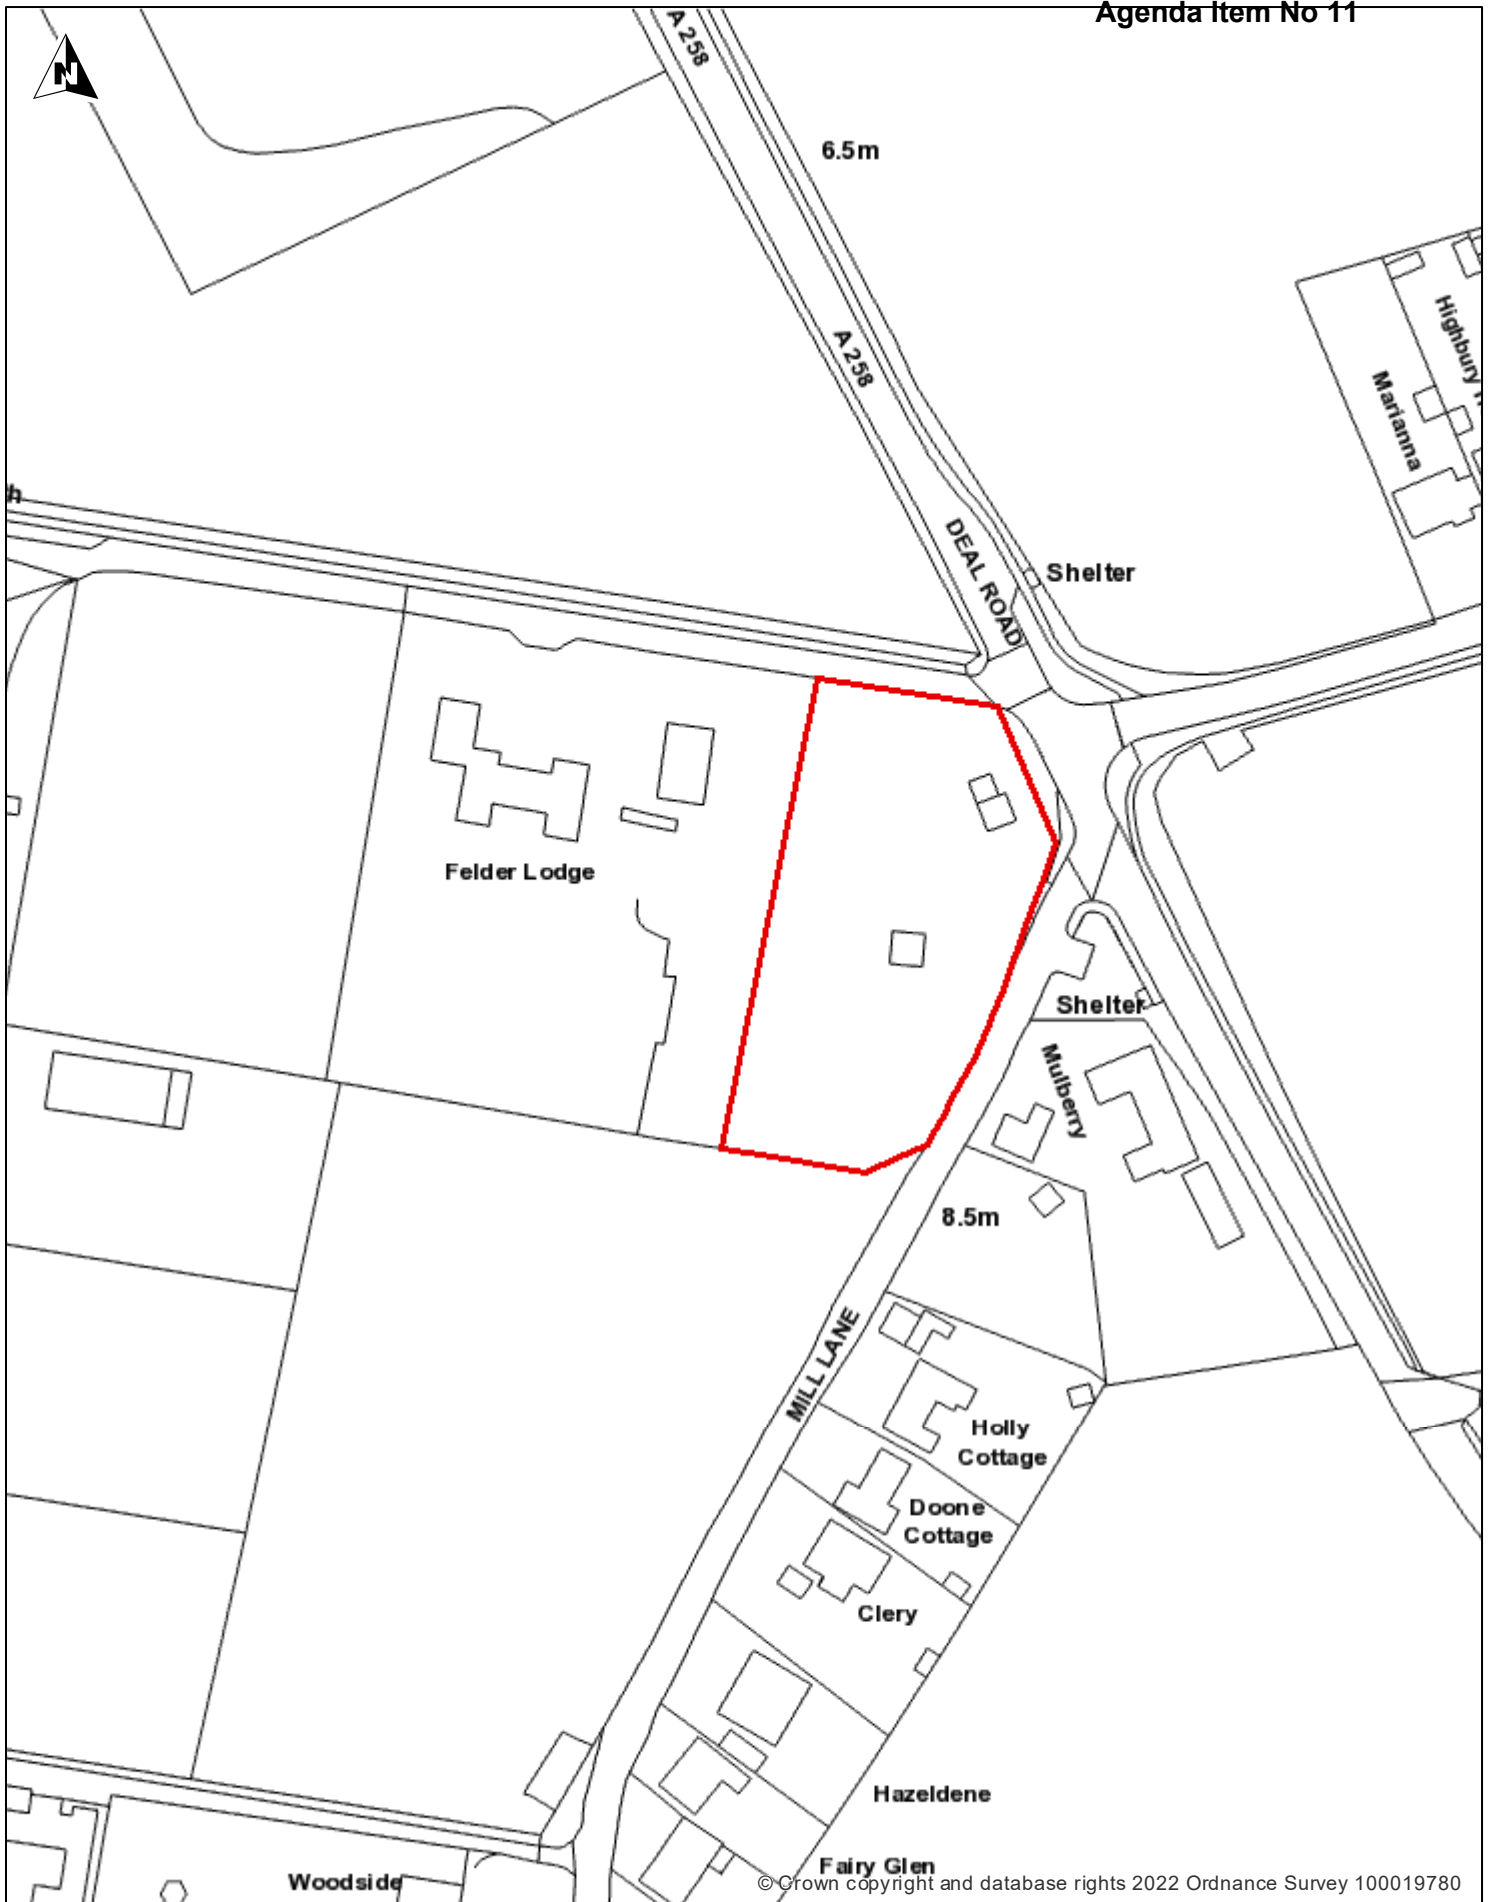 Agenda Item No 11
N
A 258
6.5m
A 258
Highbury
Marianna
h
DEAL ROAD
Shelter
Felder Lodge
Shelter
Mulberry
8.5m
MILL LANE
Holly
Cottage
Doone
Cottage
Clery
Hazeldene
Fairy Glen
Woodside
© Crown copyright and database rights 2022 Ordnance Survey 100019780